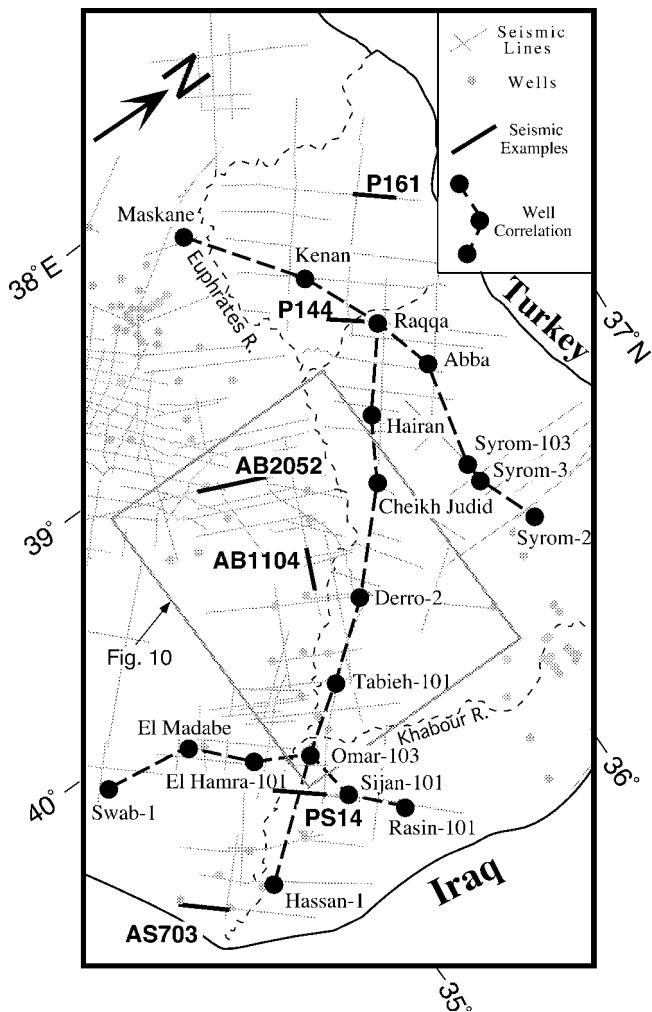 N
Seismic
Lines
Wells
Seismic
Examples
Well
Correlation
P161
Maskane
38° E
Kenan
Euphrates R.
P144
Raqqa
Turkey
37°N
Abba
Hairan
Syrom-103
AB2052
Syrom-3
Cheikh Judid
39°
Syrom-2
AB1104
Derro-2
Fig. 10
Tabieh-101
El Madabe
Khabour R.
Omar-103
36°
El Hamra-101
Sijan-101
40°
Swab-1
PS14
Rasin-101
Iraq
Hassan-1
AS703
35°